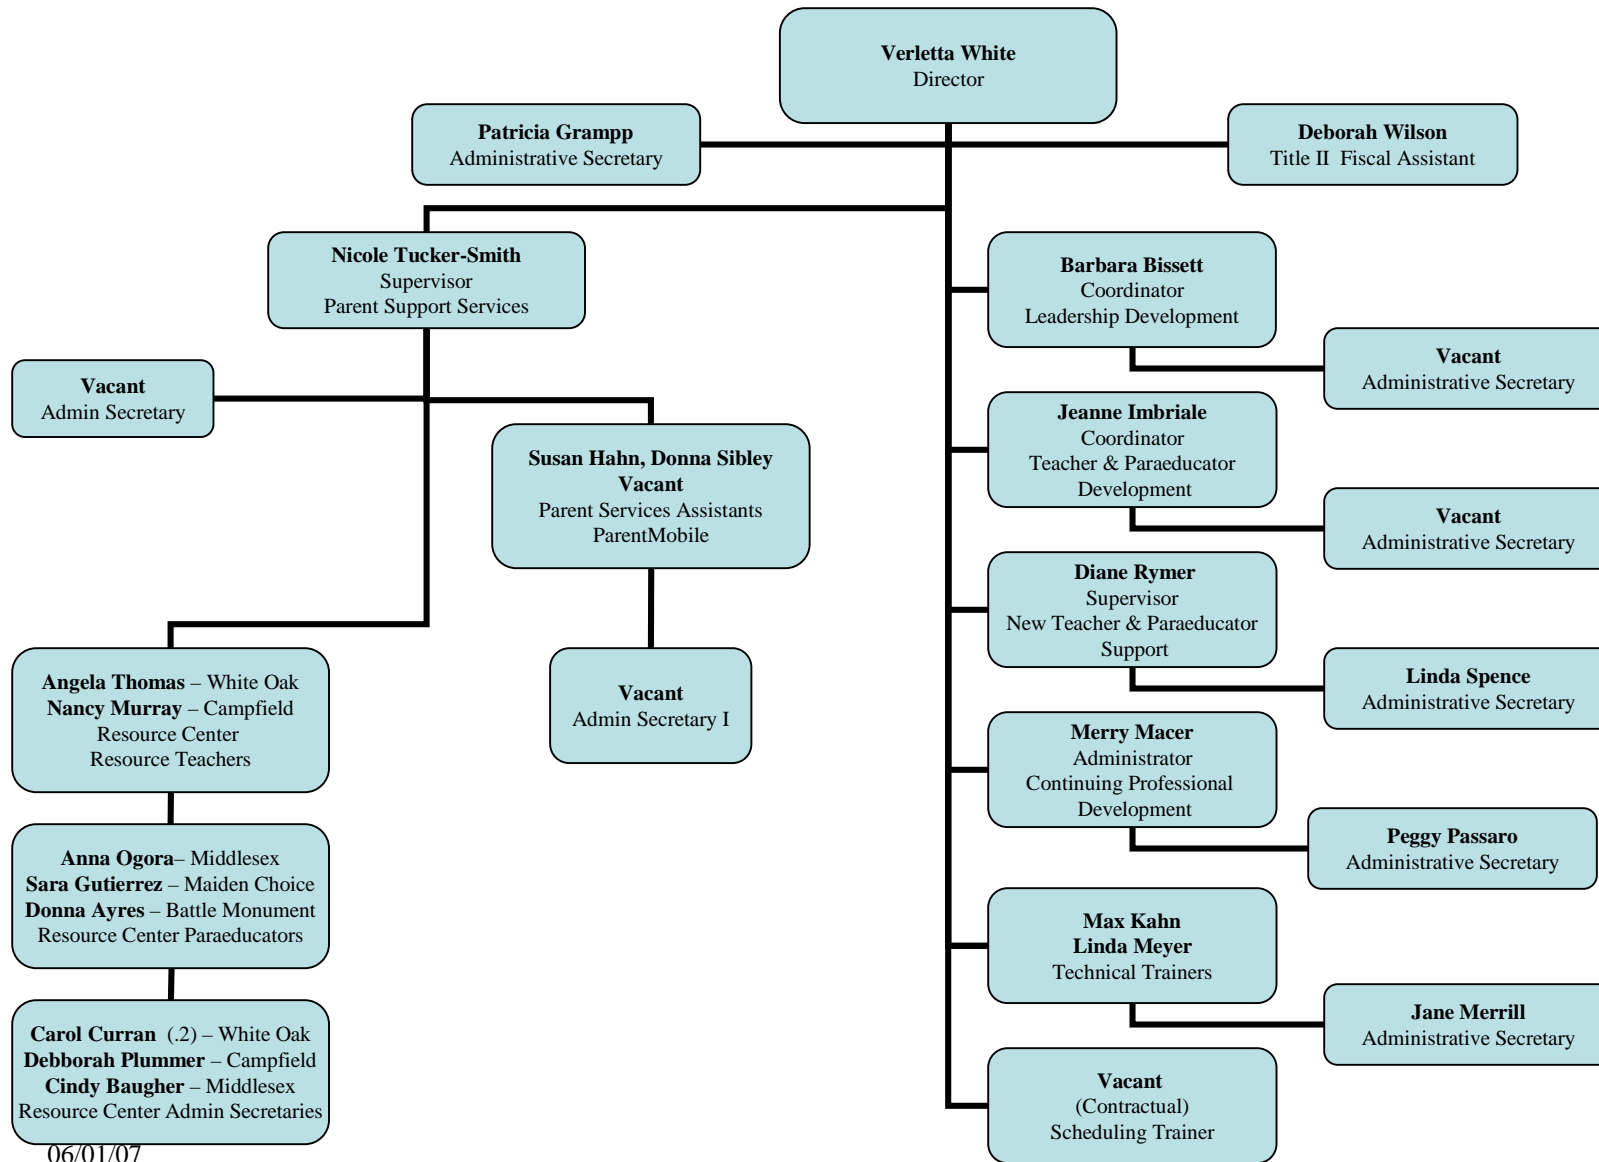 Verletta White
Director
Patricia Grampp
Administrative Secretary
Deborah Wilson
Title II  Fiscal Assistant
Nicole Tucker-Smith
Supervisor
Parent Support Services
Vacant
Admin Secretary
Susan Hahn, Donna Sibley
Vacant
Parent Services Assistants
ParentMobile
Vacant
Admin Secretary I
Angela Thomas – White Oak
Nancy Murray – Campfield
Resource Center
Resource Teachers
Anna Ogora– Middlesex
Sara Gutierrez – Maiden Choice
Donna Ayres – Battle Monument
Resource Center Paraeducators
Carol Curran  (.2) – White Oak
Debborah Plummer – Campfield
Cindy Baugher – Middlesex
Resource Center Admin Secretaries
Barbara Bissett
Coordinator
Leadership Development
Vacant
Administrative Secretary
Jeanne Imbriale
Coordinator
Teacher & Paraeducator
Development
Vacant
Administrative Secretary
Diane Rymer
Supervisor
New Teacher & Paraeducator
Support
Linda Spence
Administrative Secretary
Merry Macer
Administrator
Continuing Professional
Development
Peggy Passaro
Administrative Secretary
Max Kahn
Linda Meyer
Technical Trainers
Jane Merrill
Administrative Secretary
Vacant
(Contractual)
Scheduling Trainer
06/01/07